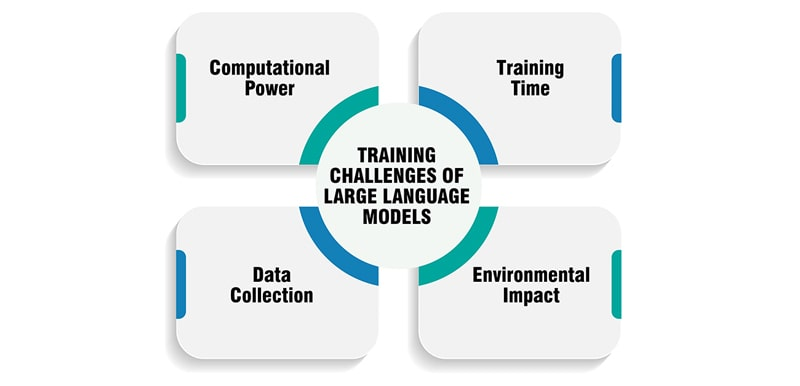 Computational
Power
Training
Time
TRAINING
CHALLENGES OF
LARGE LANGUAGE
MODELS
Data
Collection
Environmental
Impact